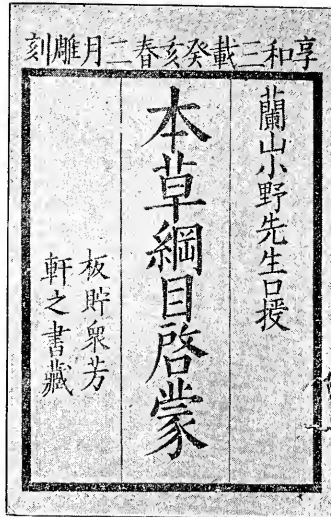 享和三載癸亥春二月雕刻
蘭山小野先生口授
本草綱目啓蒙
板貯衆芳
軒之書藏